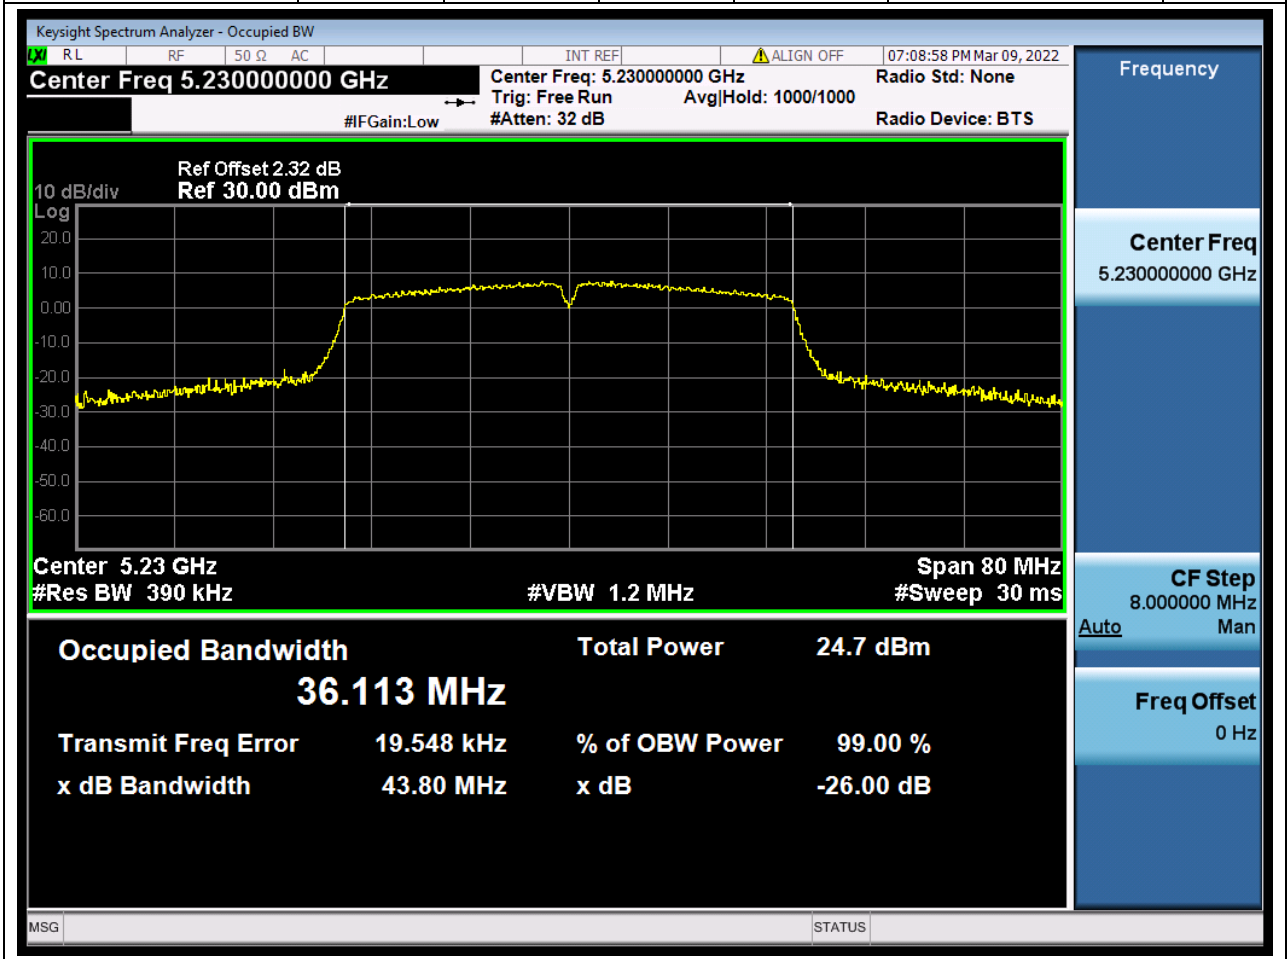 Keysight Spectrum Analyzer - Occupied BW
LXI RL RF 50 Ω AC INT REF ALIGN OFF 07:08:58 PM Mar 09, 2022
Center Freq 5.230000000 GHz
Center Freq: 5.230000000 GHz
Radio Std: None
Trig: Free Run Avg|Hold: 1000/1000
#IFGain:Low
#Atten: 32 dB
Radio Device: BTS
Ref Offset 2.32 dB
10 dB/div Ref 30.00 dBm
Log
20.0
10.0
0.00
-10.0
-20.0
-30.0
-40.0
-50.0
-60.0
Center 5.23 GHz Span 80 MHz
#Res BW 390 kHz #VBW 1.2 MHz #Sweep 30 ms
Occupied Bandwidth Total Power 24.7 dBm
36.113 MHz
Transmit Freq Error 19.548 kHz % of OBW Power 99.00 %
x dB Bandwidth 43.80 MHz x dB -26.00 dB
MSG STATUS
Frequency
Center Freq
5.230000000 GHz
CF Step
8.000000 MHz
Auto Man
Freq Offset
0 Hz